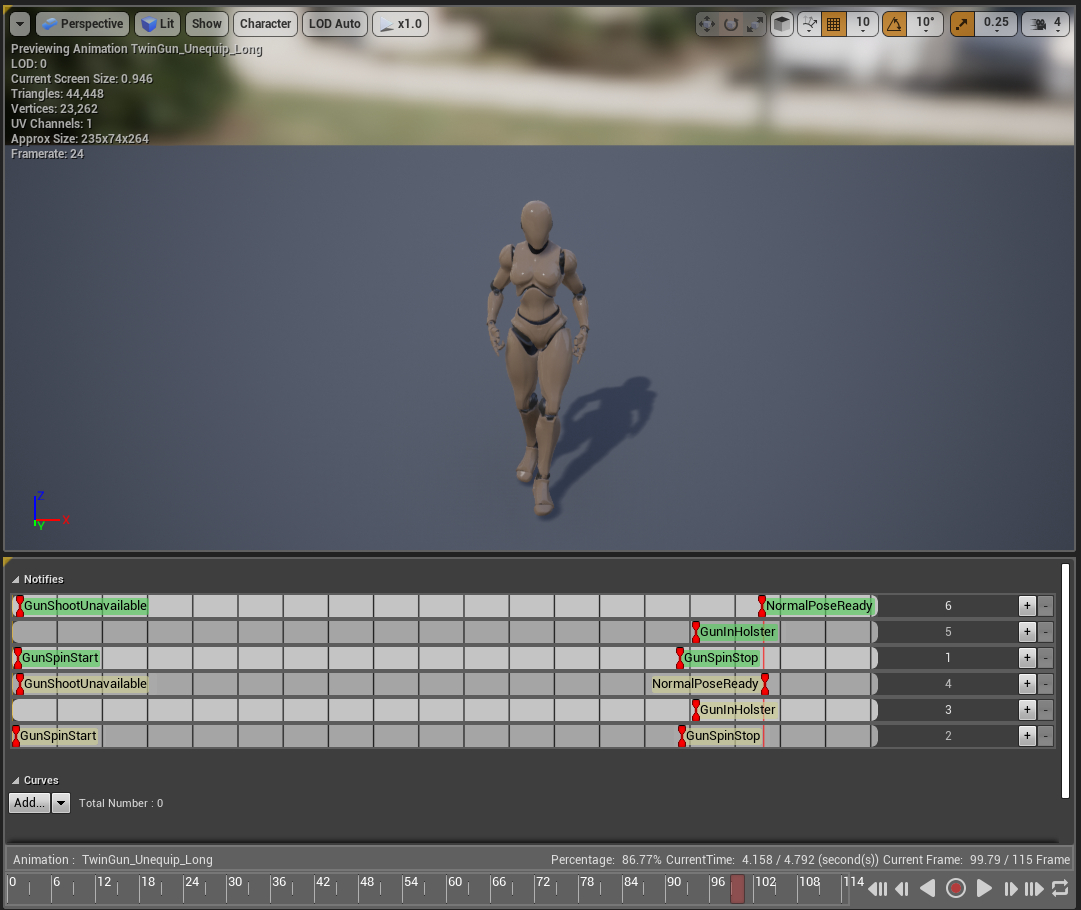 Perspective Lit Show Character LOD Auto x1.0 10 10° 0.25 4
Previewing Animation TwinGun_Unequip_Long
LOD: 0
Current Screen Size: 0.946
Triangles: 44,448
Vertices: 23,262
UV Channels: 1
Approx Size: 235x74x264
Framerate: 24
Z
X
Y
Notifies
GunShootUnavailable NormalPoseReady 6 + -
GunInHolster 5 + -
GunSpinStart GunSpinStop 1 + -
GunShootUnavailable NormalPoseReady 4 + -
GunInHolster 3 + -
GunSpinStart GunSpinStop 2 + -
Curves
Add... Total Number : 0
Animation : TwinGun_Unequip_Long Percentage: 86.77% CurrentTime: 4.158 / 4.792 (second(s)) Current Frame: 99.79 / 115 Frame
0 6 12 18 24 30 36 42 48 54 60 66 72 78 84 90 96 102 108 114